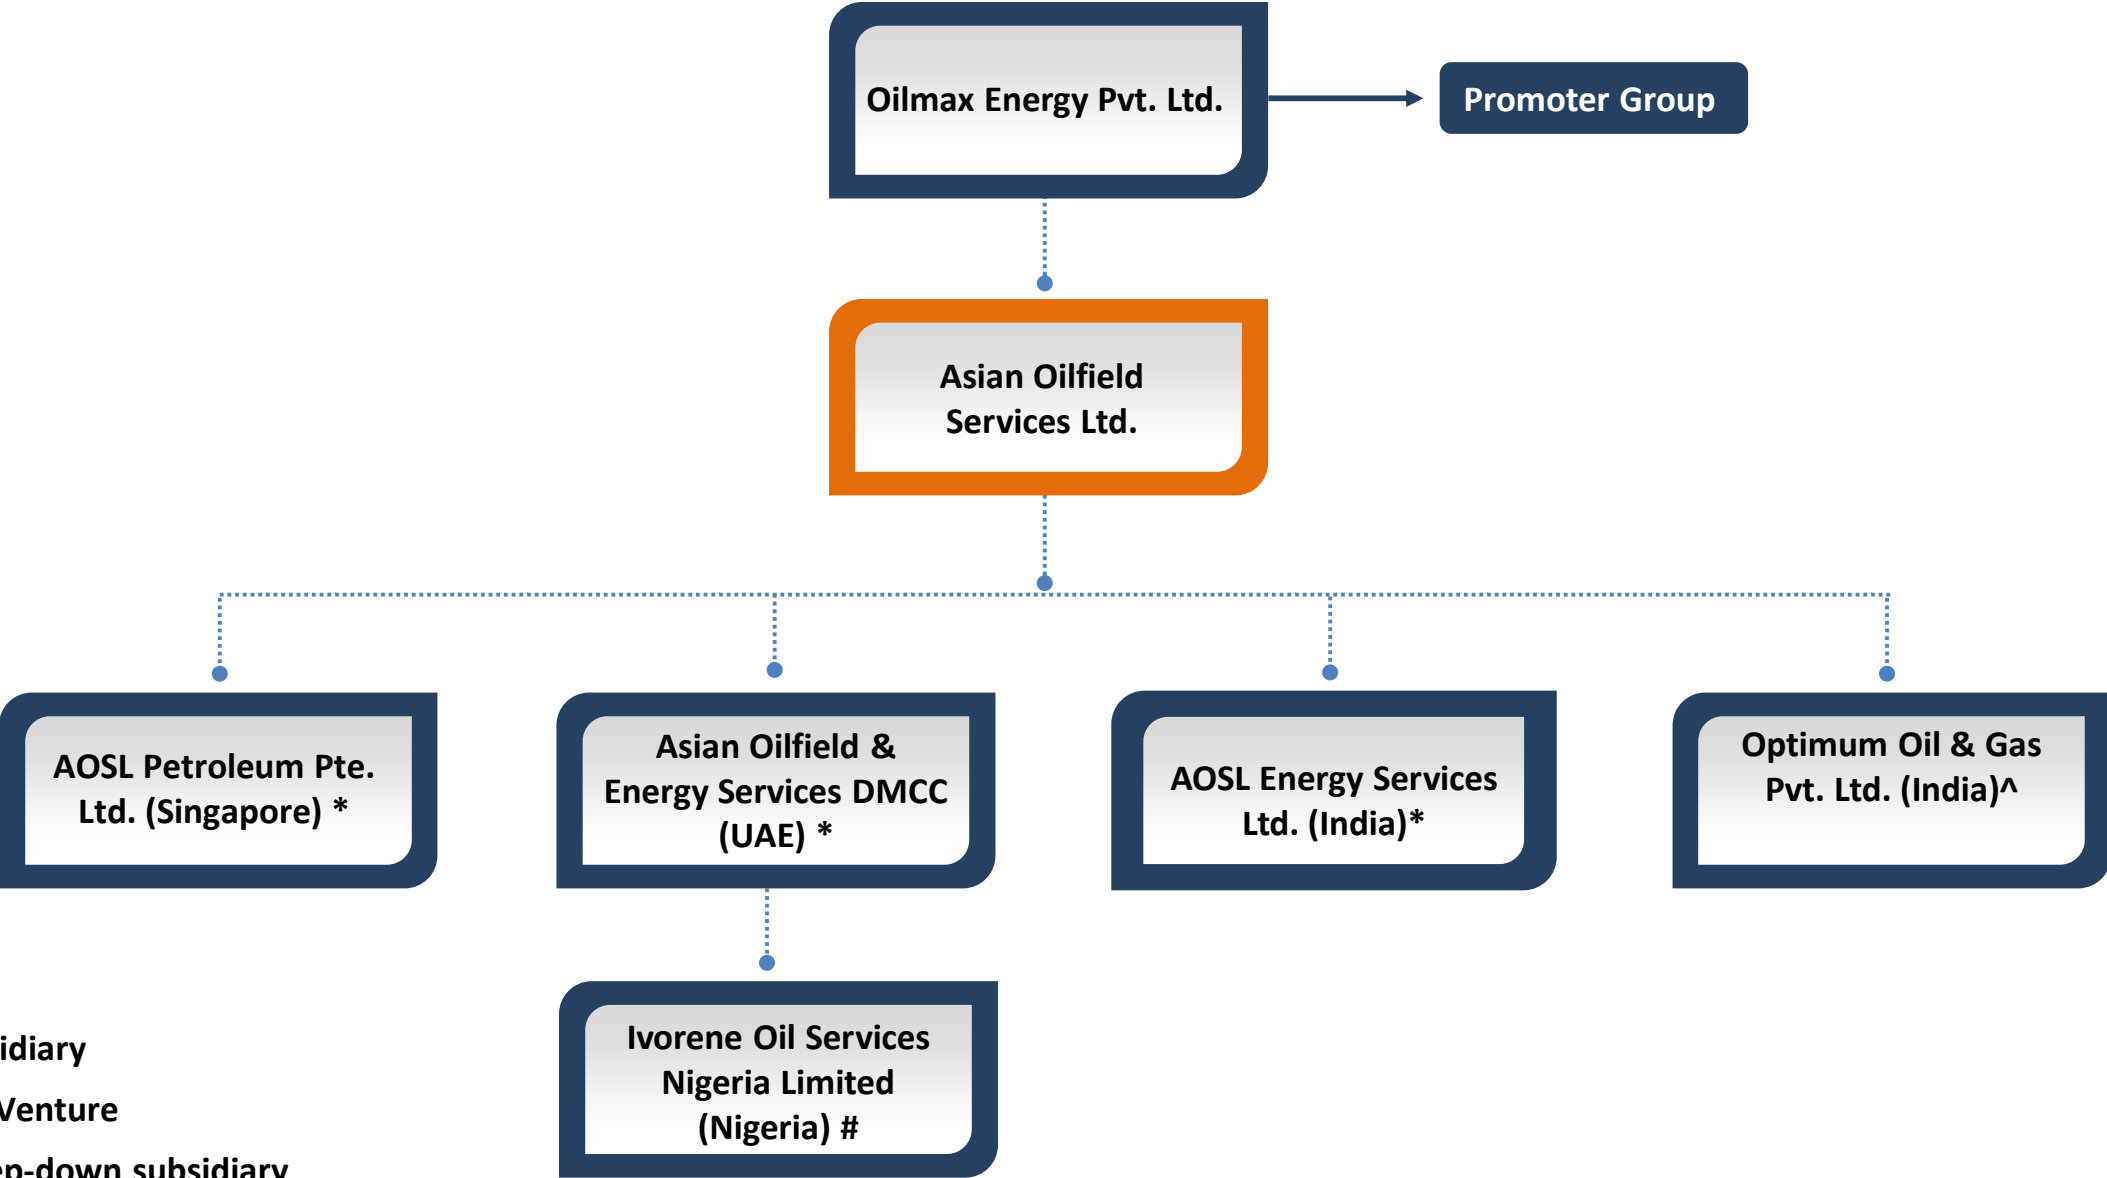 Oilmax Energy Pvt. Ltd.
Promoter Group
Asian Oilfield
Services Ltd.
AOSL Petroleum Pte.
Ltd. (Singapore) *
Asian Oilfield &
Energy Services DMCC
(UAE) *
AOSL Energy Services
Ltd. (India)*
Optimum Oil & Gas
Pvt. Ltd. (India)^
Ivorene Oil Services
Nigeria Limited
(Nigeria) #
Venture
subsidiary